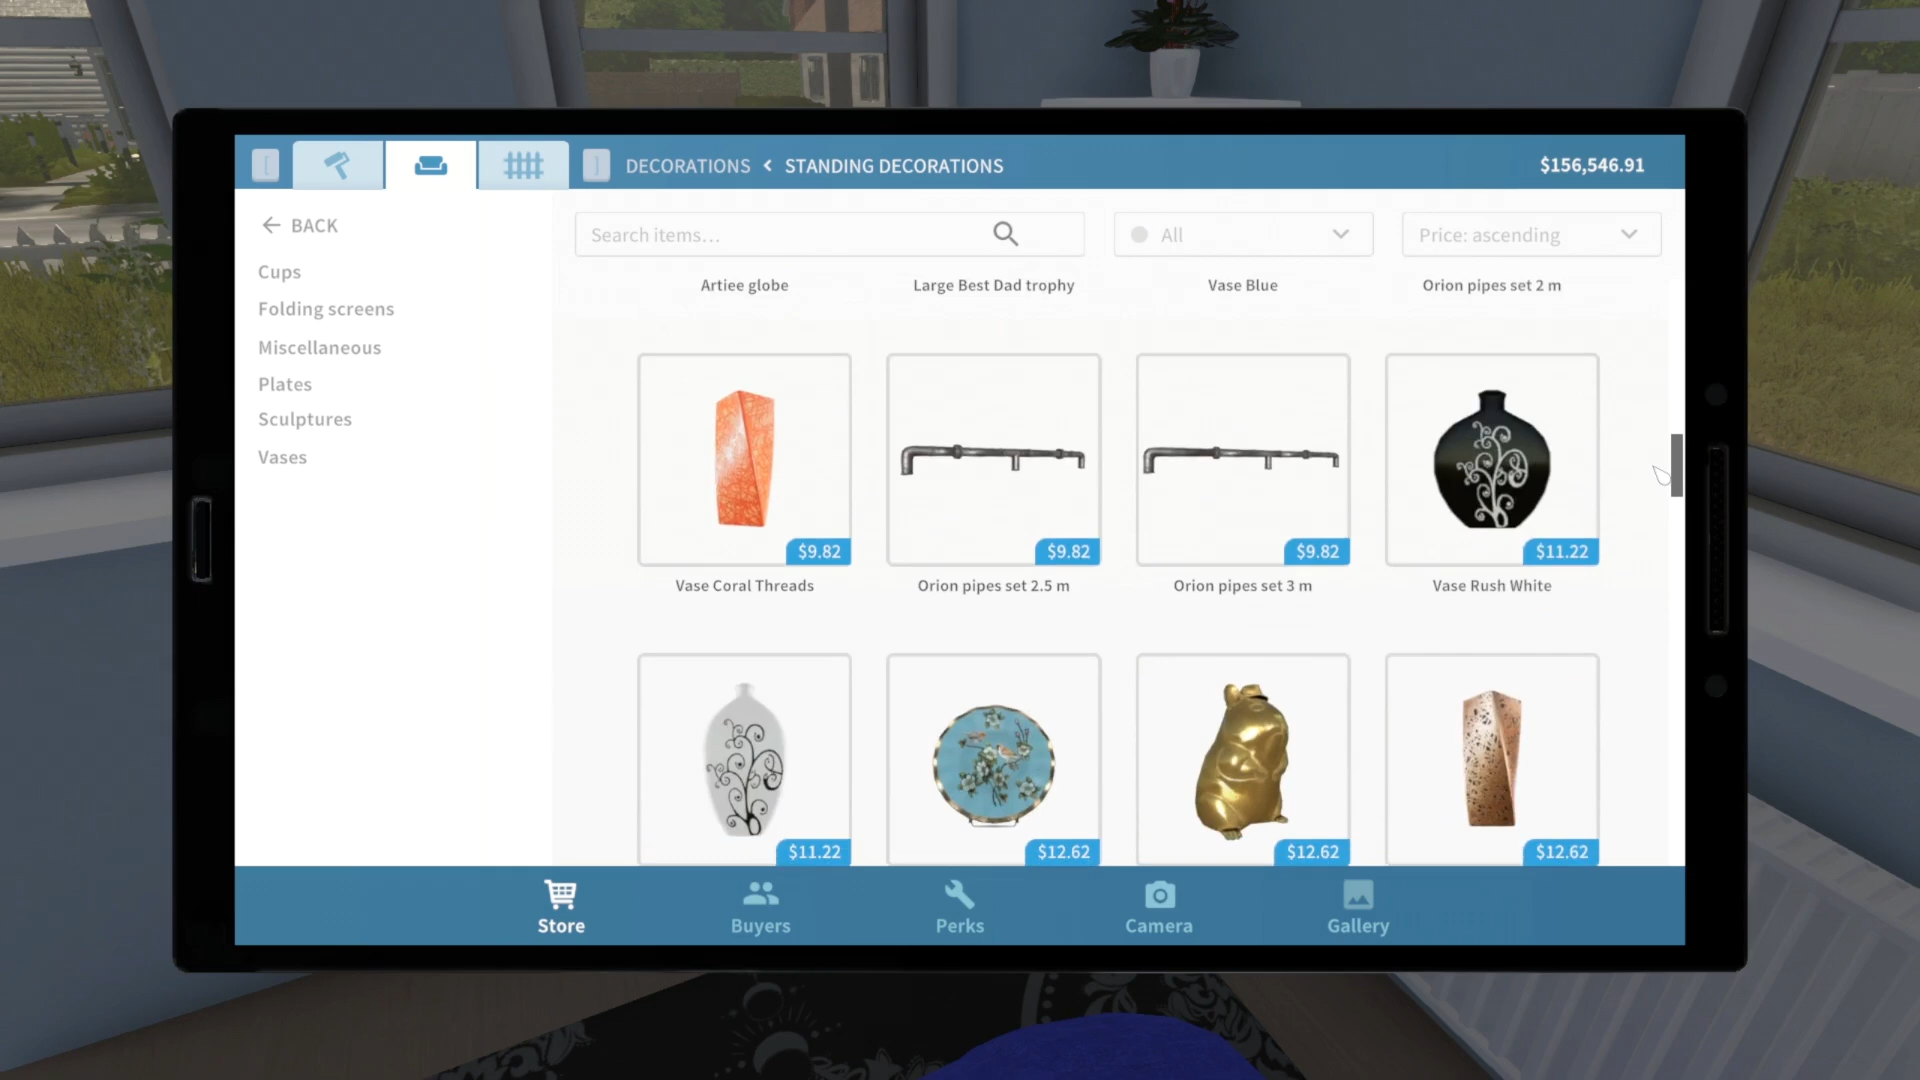 [
]
DECORATIONS < STANDING DECORATIONS
$156,546.91
BACK
Cups
Folding screens
Miscellaneous
Plates
Sculptures
Vases
Search items...
All
Price: ascending
Artiee globe
Large Best Dad trophy
Vase Blue
Orion pipes set 2 m
$9.82
$9.82
$9.82
$11.22
Vase Coral Threads
Orion pipes set 2.5 m
Orion pipes set 3 m
Vase Rush White
$11.22
$12.62
$12.62
$12.62
Store
Buyers
Perks
Camera
Gallery